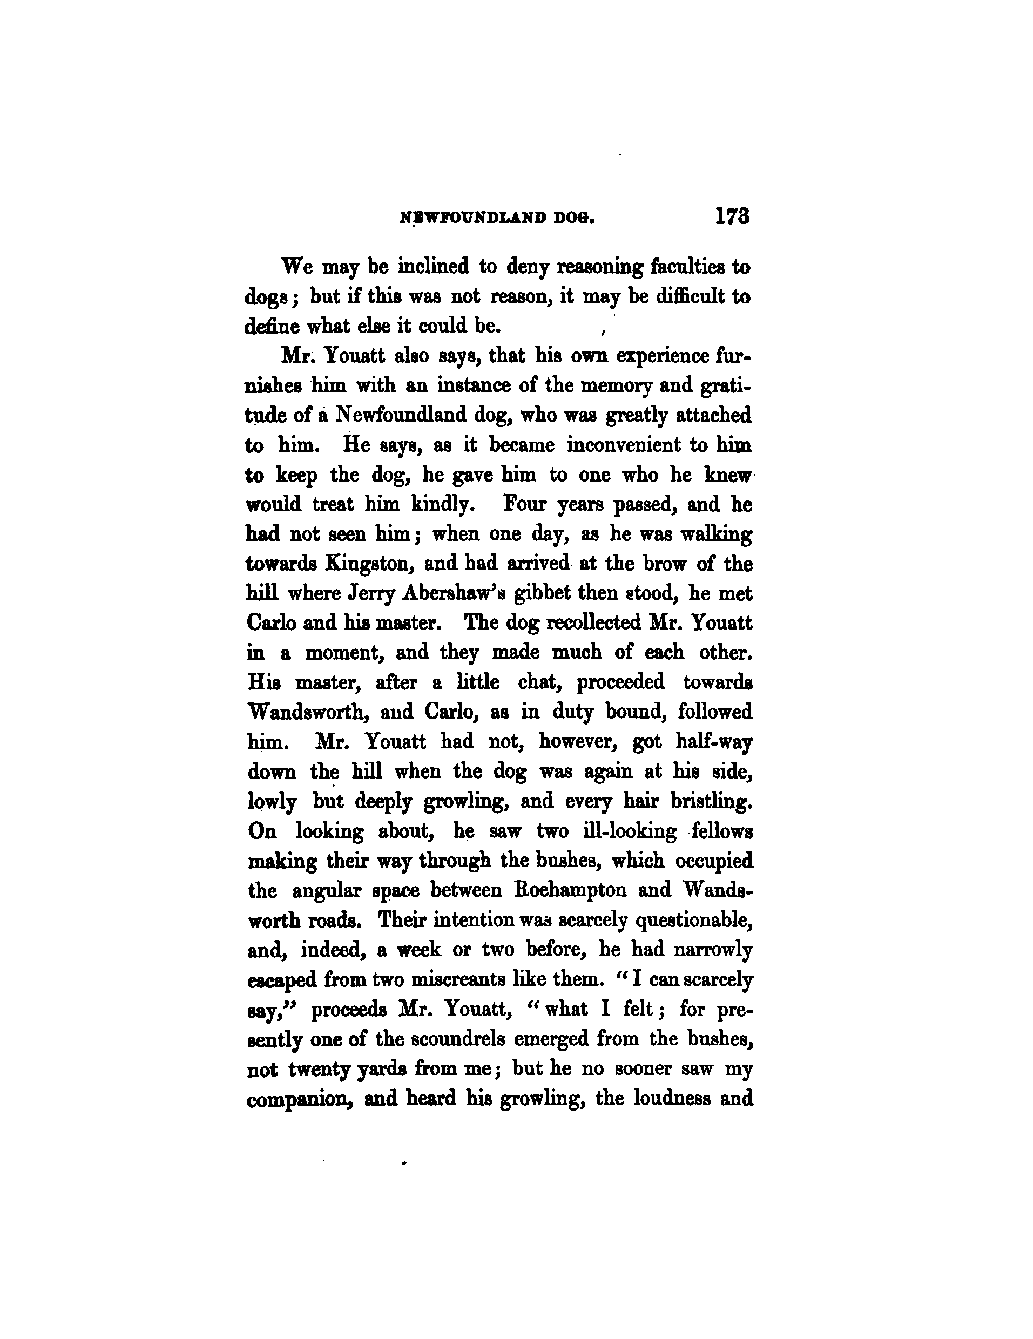 NEWFOUNDLAND DOG. 173
We may be inclined to deny reasoning faculties to
dogs; but if this was not reason, it may be difficult to
define what else it could be.
Mr. Youatt also says, that his own experience fur-
nishes him with an instance of the memory and grati-
tude of a Newfoundland dog, who was greatly attached
to him. He says, as it became inconvenient to him
to keep the dog, he gave him to one who he knew
would treat him kindly. Four years passed, and he
had not seen him; when one day, as he was walking
towards Kingston, and had arrived at the brow of the
hill where Jerry Abershaw's gibbet then stood, he met
Carlo and his master. The dog recollected Mr. Youatt
in a moment, and they made much of each other.
His master, after a little chat, proceeded towards
Wandsworth, and Carlo, as in duty bound, followed
him. Mr. Youatt had not, however, got half-way
down the hill when the dog was again at his side,
lowly but deeply growling, and every hair bristling.
On looking about, he saw two ill-looking fellows
making their way through the bushes, which occupied
the angular space between Roehampton and Wands-
worth roads. Their intention was scarcely questionable,
and, indeed, a week or two before, he had narrowly
escaped from two miscreants like them. "I can scarcely
say," proceeds Mr. Youatt, "what I felt; for pre-
sently one of the scoundrels emerged from the bushes,
not twenty yards from me; but he no sooner saw my
companion, and heard his growling, the loudness and